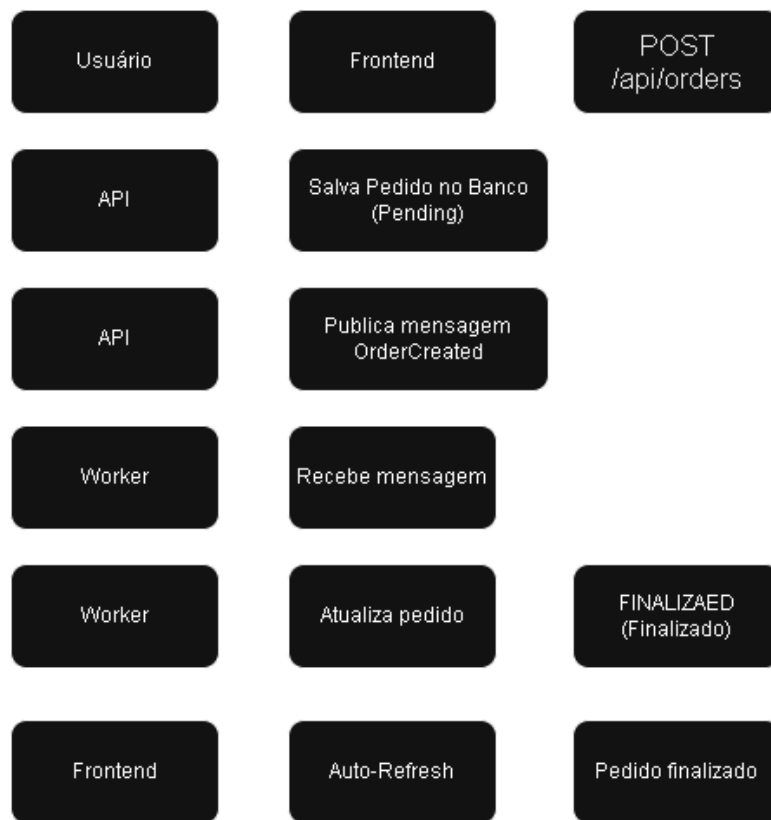 Usuário
Frontend
POST
/api/orders
API
Salva Pedido no Banco
(Pending)
API
Publica mensagem
OrderCreated
Worker
Recebe mensagem
Worker
Atualiza pedido
FINALIZAED
(Finalizado)
Frontend
Auto-Refresh
Pedido finalizado